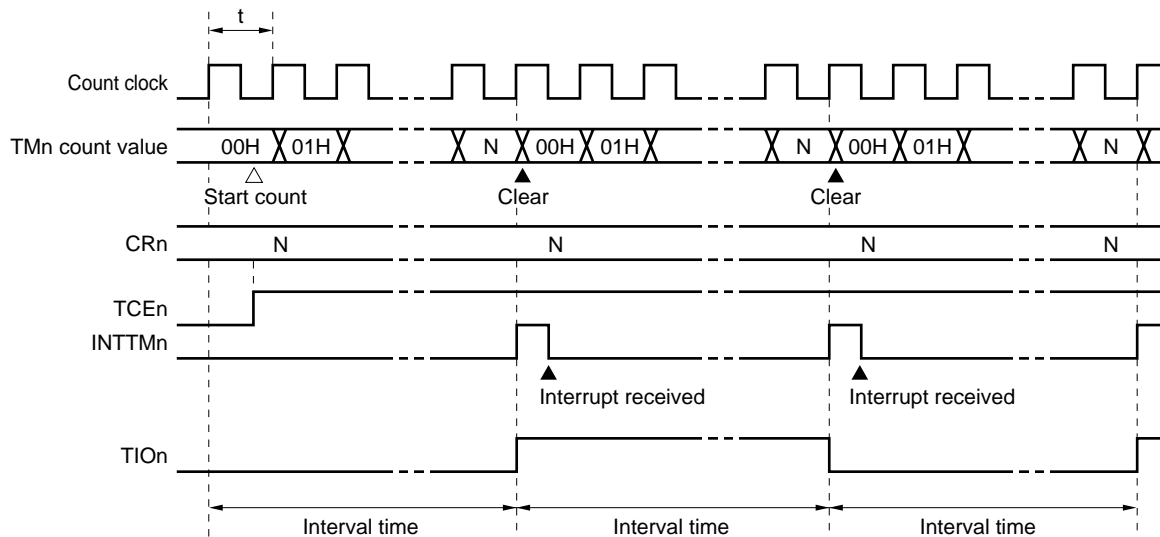 t
Count clock
TMn count value 00H 01H N 00H 01H N 00H 01H N
Start count Clear Clear
CRn N N N N
TCEn
INTTMn
Interrupt received Interrupt received
TIOn
Interval time Interval time Interval time